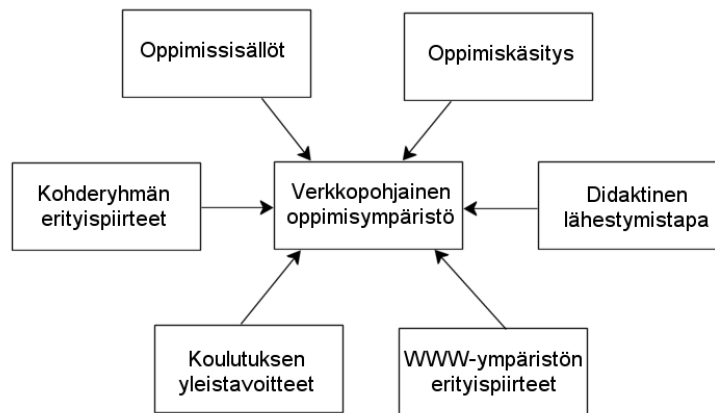 Oppimissisällöt
Oppimiskäsitys
Kohderyhmän
erityispiirteet
Verkkopohjainen
oppimisympäristö
Didaktinen
lähestymistapa
Koulutuksen
yleistavoitteet
WWW-ympäristön
erityispiirteet